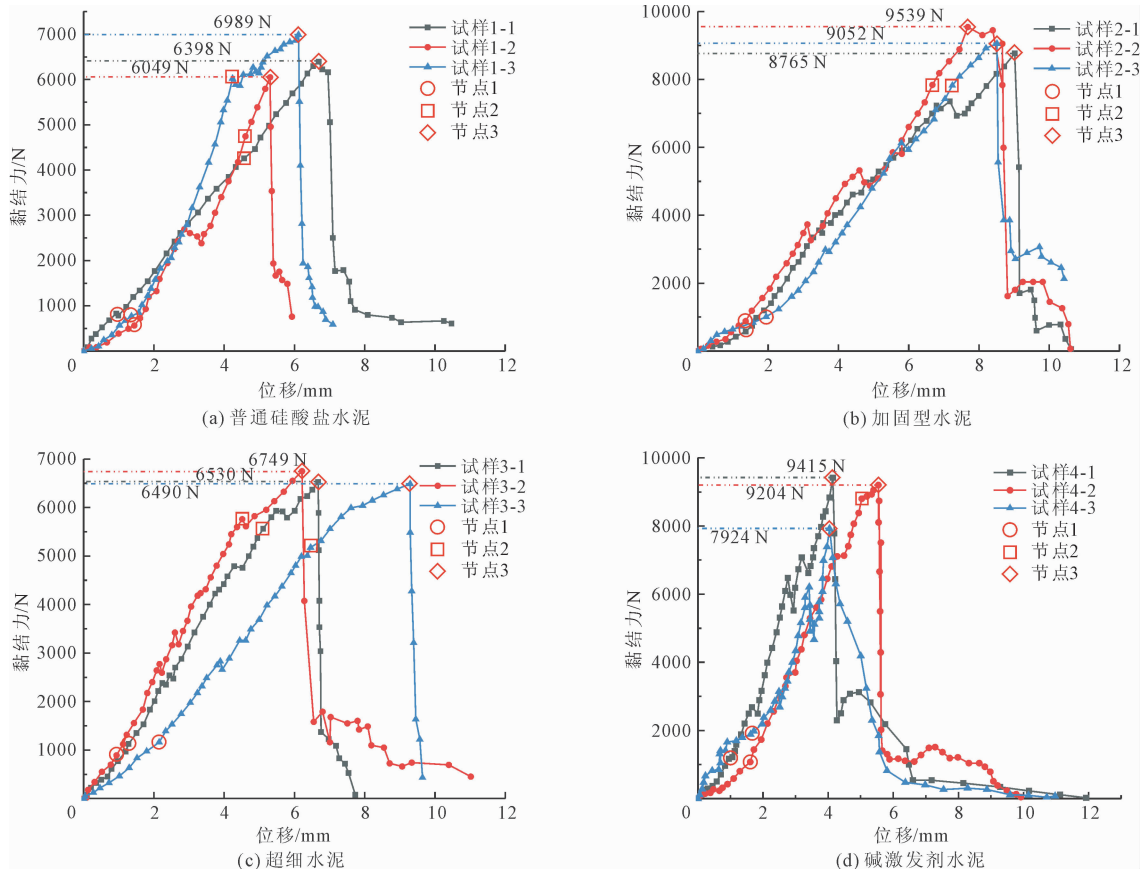 6989 N
6398 N
6049 N
试样1-1
试样1-2
试样1-3
节点1
节点2
节点3
7000
6000
5000
4000
3000
2000
1000
0
黏结力/N
0 2 4 6 8 10 12
位移/mm
(a) 普通硅酸盐水泥
9539 N
9052 N
8765 N
试样2-1
试样2-2
试样2-3
节点1
节点2
节点3
10000
8000
6000
4000
2000
0
黏结力/N
0 2 4 6 8 10 12
位移/mm
(b) 加固型水泥
6749 N
6530 N
6490 N
试样3-1
试样3-2
试样3-3
节点1
节点2
节点3
7000
6000
5000
4000
3000
2000
1000
0
黏结力/N
0 2 4 6 8 10 12
位移/mm
(c) 超细水泥
9415 N
9204 N
7924 N
试样4-1
试样4-2
试样4-3
节点1
节点2
节点3
10000
8000
6000
4000
2000
0
黏结力/N
0 2 4 6 8 10 12
位移/mm
(d) 碱激发剂水泥